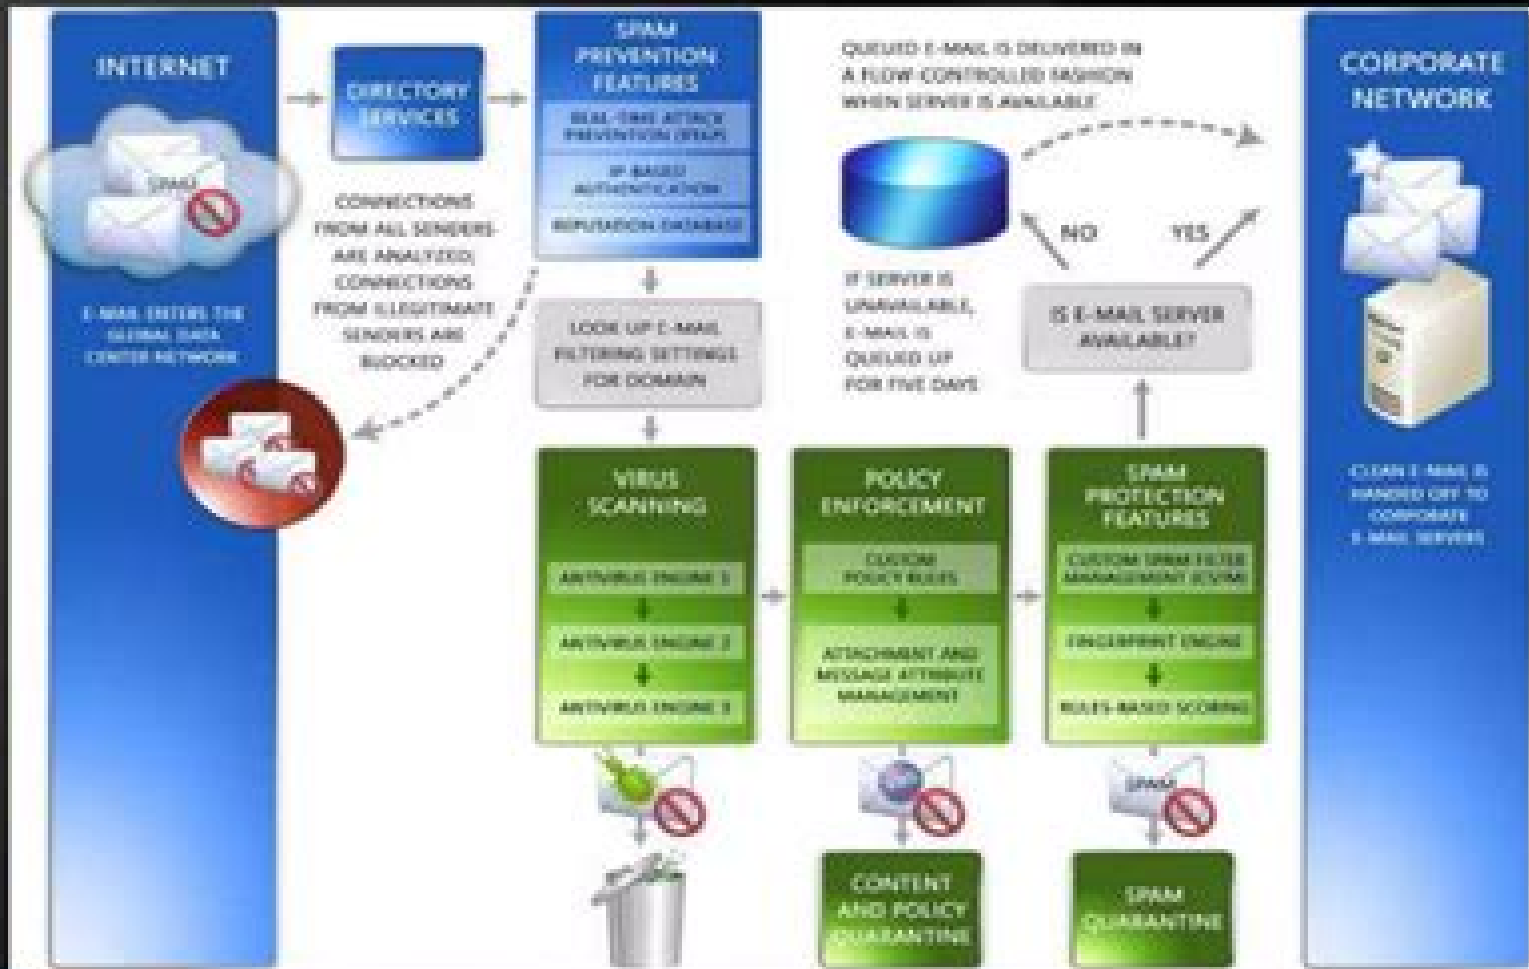 INTERNET
SPAM
E-MAIL ENTERS THE
GLOBAL DATA
CENTER NETWORK
DIRECTORY
SERVICES
CONNECTIONS
FROM ALL SENDERS
ARE ANALYZED;
CONNECTIONS
FROM ILLEGITIMATE
SENDERS ARE
BLOCKED
SPAM
PREVENTION
FEATURES
REAL-TIME ATTACK
PREVENTION
IP-BASED
AUTHENTICATION
REPUTATION DATABASE
LOOK UP E-MAIL
FILTERING SETTINGS
FOR DOMAIN
QUEUED E-MAIL IS DELIVERED IN
A FLOW-CONTROLLED FASHION
WHEN SERVER IS AVAILABLE
NO
YES
IF SERVER IS
UNAVAILABLE,
E-MAIL IS
QUEUED UP
FOR FIVE DAYS
IS E-MAIL SERVER
AVAILABLE?
CORPORATE
NETWORK
CLEAN E-MAIL IS
HANDED OFF TO
CORPORATE
E-MAIL SERVERS
VIRUS
SCANNING
ANTIVIRUS ENGINE 1
ANTIVIRUS ENGINE 2
ANTIVIRUS ENGINE 3
POLICY
ENFORCEMENT
CUSTOM
POLICY RULES
ATTACHMENT AND
MESSAGE ATTRIBUTE
MANAGEMENT
SPAM
PROTECTION
FEATURES
CUSTOM SPAM FILTER
MANAGEMENT
FINGERPRINT ENGINE
RULES-BASED SCORING
SPAM
CONTENT
AND POLICY
QUARANTINE
SPAM
QUARANTINE